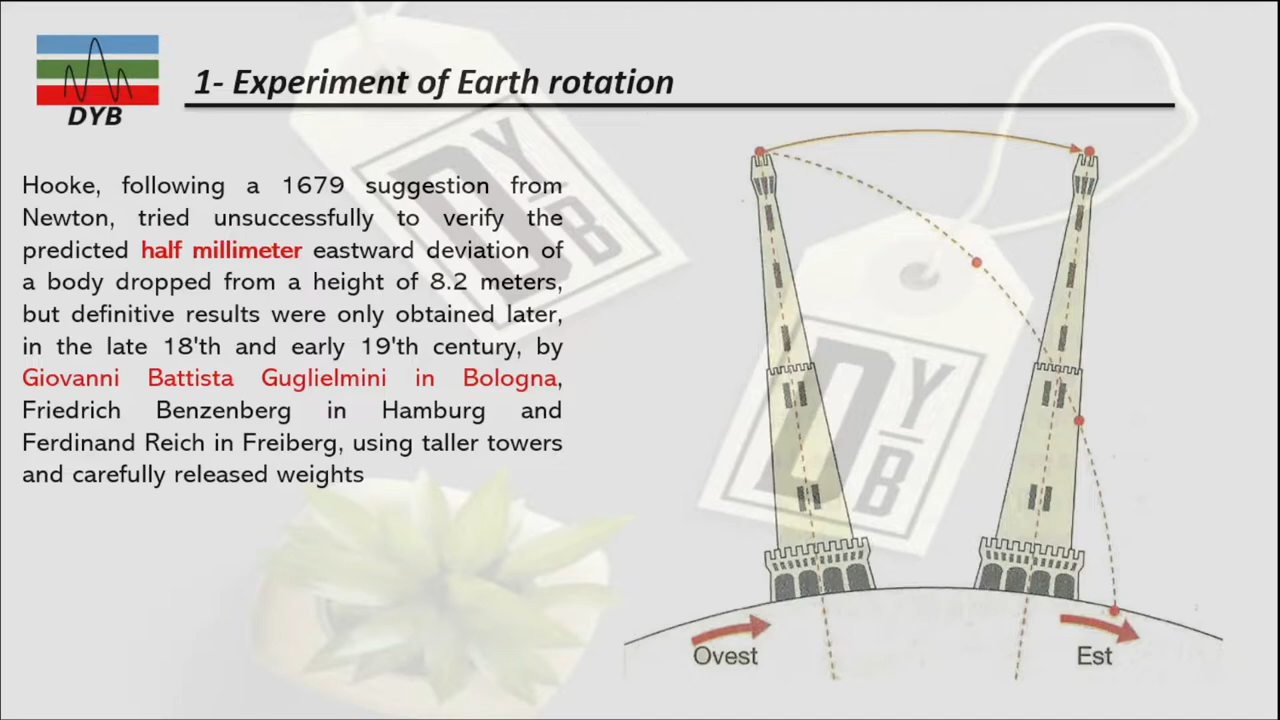 DYB
1- Experiment of Earth rotation
Hooke, following a 1679 suggestion from
Newton, tried unsuccessfully to verify the
predicted half millimeter eastward deviation of
a body dropped from a height of 8.2 meters,
but definitive results were only obtained later,
in the late 18'th and early 19'th century, by
Giovanni Battista Guglielmini in Bologna,
Friedrich Benzenberg in Hamburg and
Ferdinand Reich in Freiberg, using taller towers
and carefully released weights
DYB
DYB
Ovest
Est